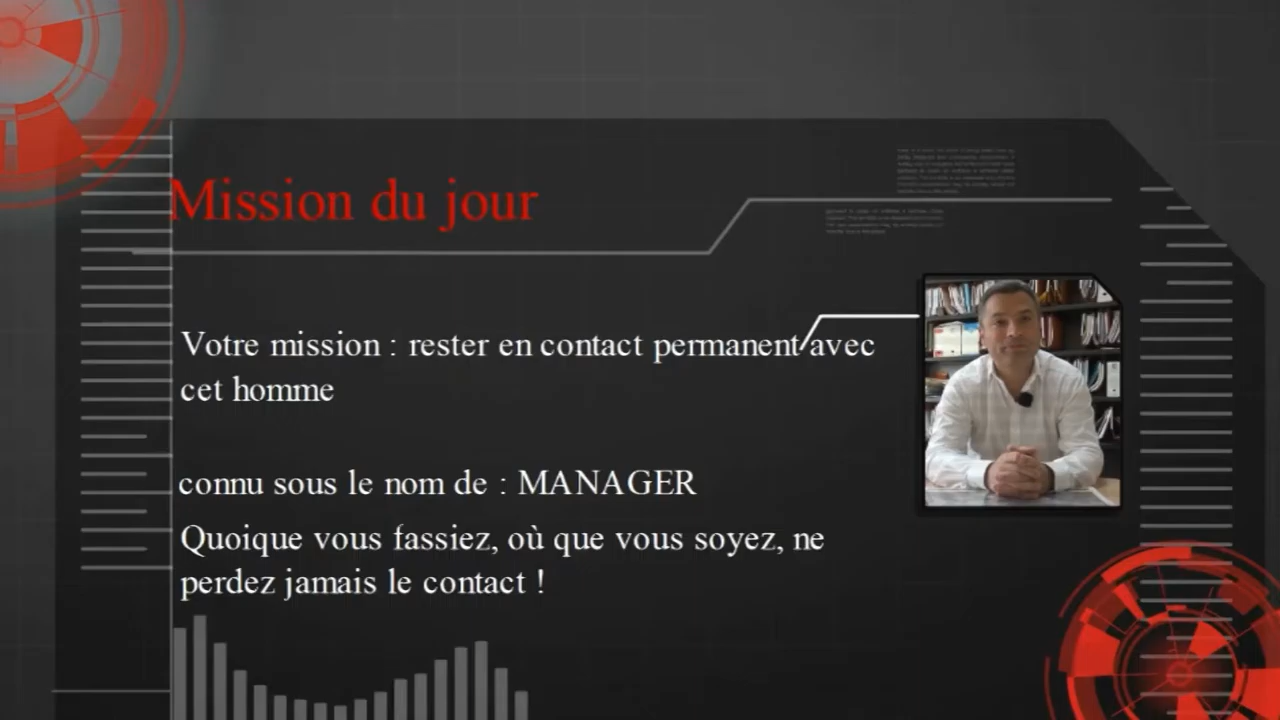 Mission du jour
Votre mission : rester en contact permanent avec
cet homme
connu sous le nom de : MANAGER
Quoique vous fassiez, où que vous soyez, ne
perdez jamais le contact !